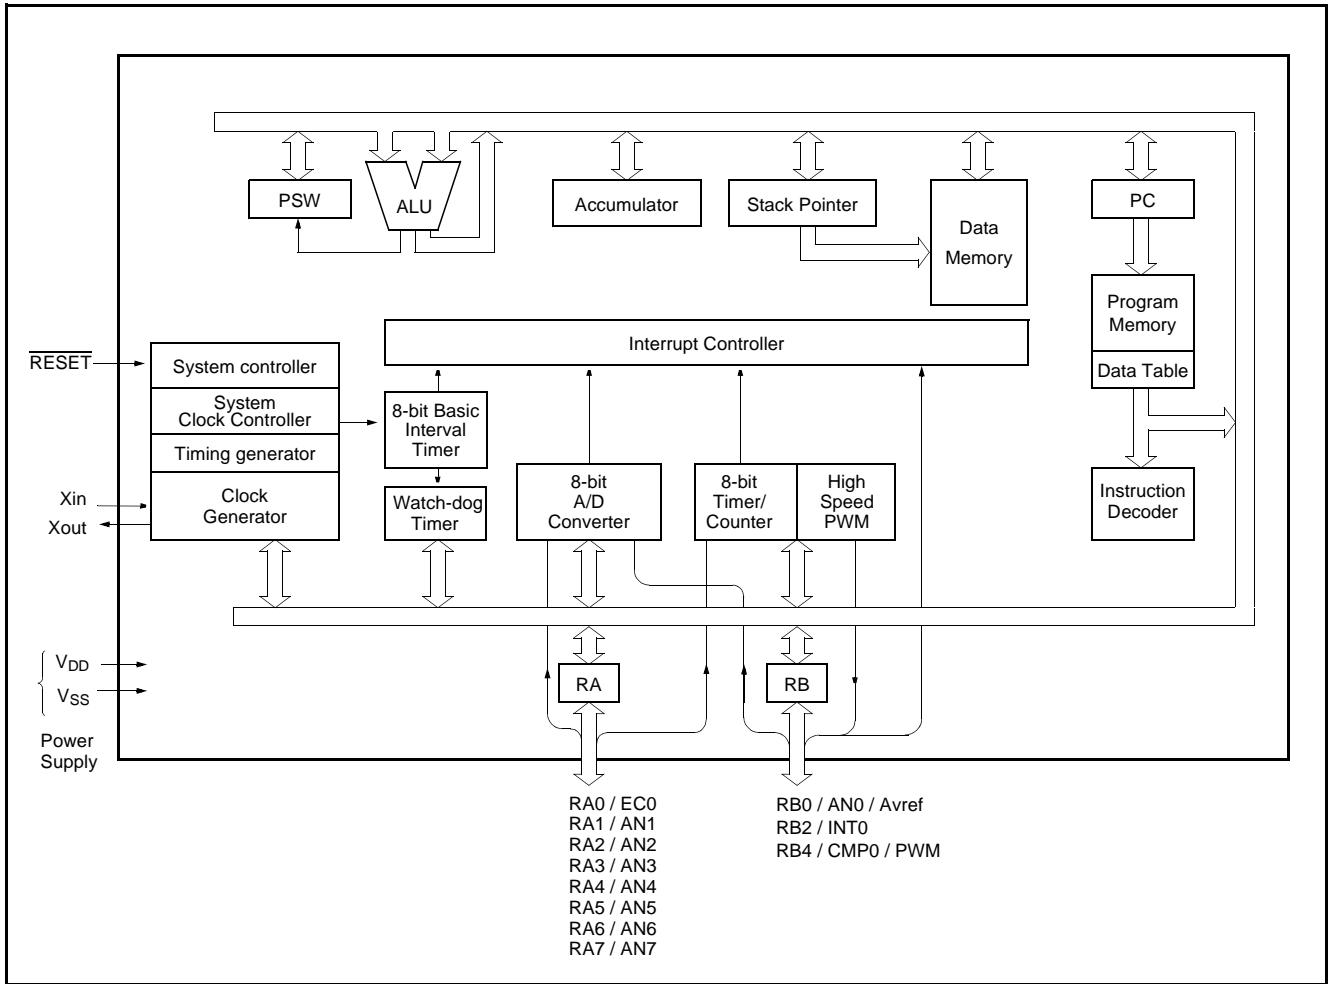 PSW
ALU
Accumulator
Stack Pointer
Data
Memory
PC
Program
Memory
Data Table
Instruction
Decoder
Interrupt Controller
RESET
System controller
System
Clock Controller
Timing generator
Clock
Generator
Xin
Xout
8-bit Basic
Interval
Timer
Watch-dog
Timer
8-bit
A/D
Converter
8-bit
Timer/
Counter
High
Speed
PWM
VDD
VSS
Power
Supply
RA
RB
RA0 / EC0
RA1 / AN1
RA2 / AN2
RA3 / AN3
RA4 / AN4
RA5 / AN5
RA6 / AN6
RA7 / AN7
RB0 / AN0 / Avref
RB2 / INT0
RB4 / CMP0 / PWM